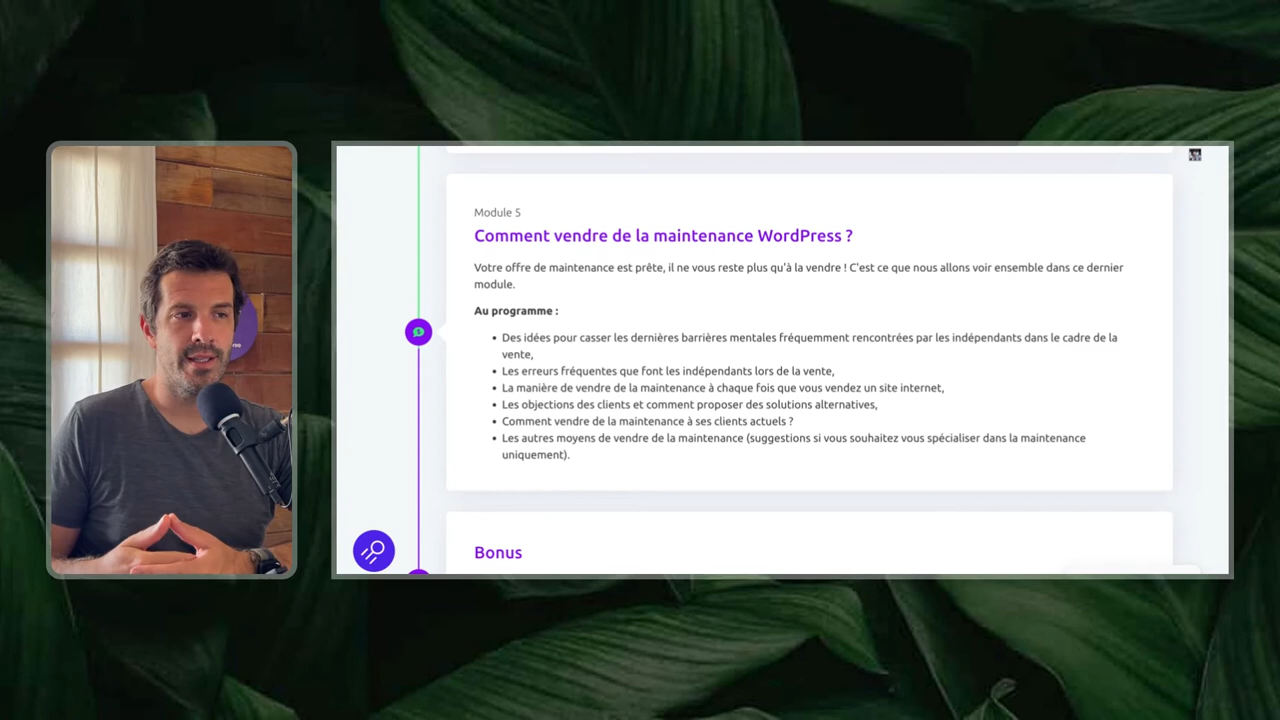 Module 5
Comment vendre de la maintenance WordPress ?
Votre offre de maintenance est prête, il ne vous reste plus qu'à la vendre ! C'est ce que nous allons voir ensemble dans ce dernier
module.
Au programme :
• Des idées pour casser les dernières barrières mentales fréquemment rencontrées par les indépendants dans le cadre de la
vente,
• Les erreurs fréquentes que font les indépendants lors de la vente,
• La manière de vendre de la maintenance à chaque fois que vous vendez un site internet,
• Les objections des clients et comment proposer des solutions alternatives,
• Comment vendre de la maintenance à ses clients actuels ?
• Les autres moyens de vendre de la maintenance (suggestions si vous souhaitez vous spécialiser dans la maintenance
uniquement).
Bonus